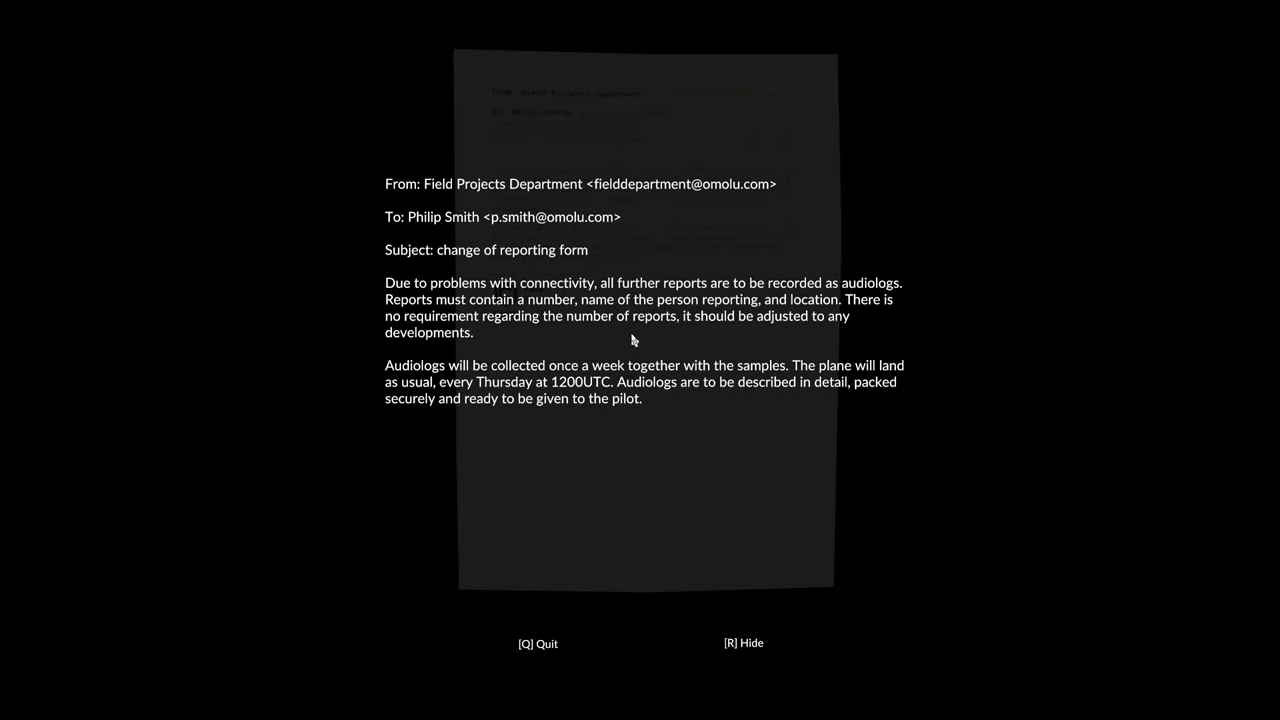 From: Field Projects Department <fielddepartment@omolu.com>
To: Philip Smith <p.smith@omolu.com>
Subject: change of reporting form
Due to problems with connectivity, all further reports are to be recorded as audiologs.
Reports must contain a number, name of the person reporting, and location. There is
no requirement regarding the number of reports, it should be adjusted to any
developments.
Audiologs will be collected once a week together with the samples. The plane will land
as usual, every Thursday at 1200UTC. Audiologs are to be described in detail, packed
securely and ready to be given to the pilot.
[Q] Quit
[R] Hide